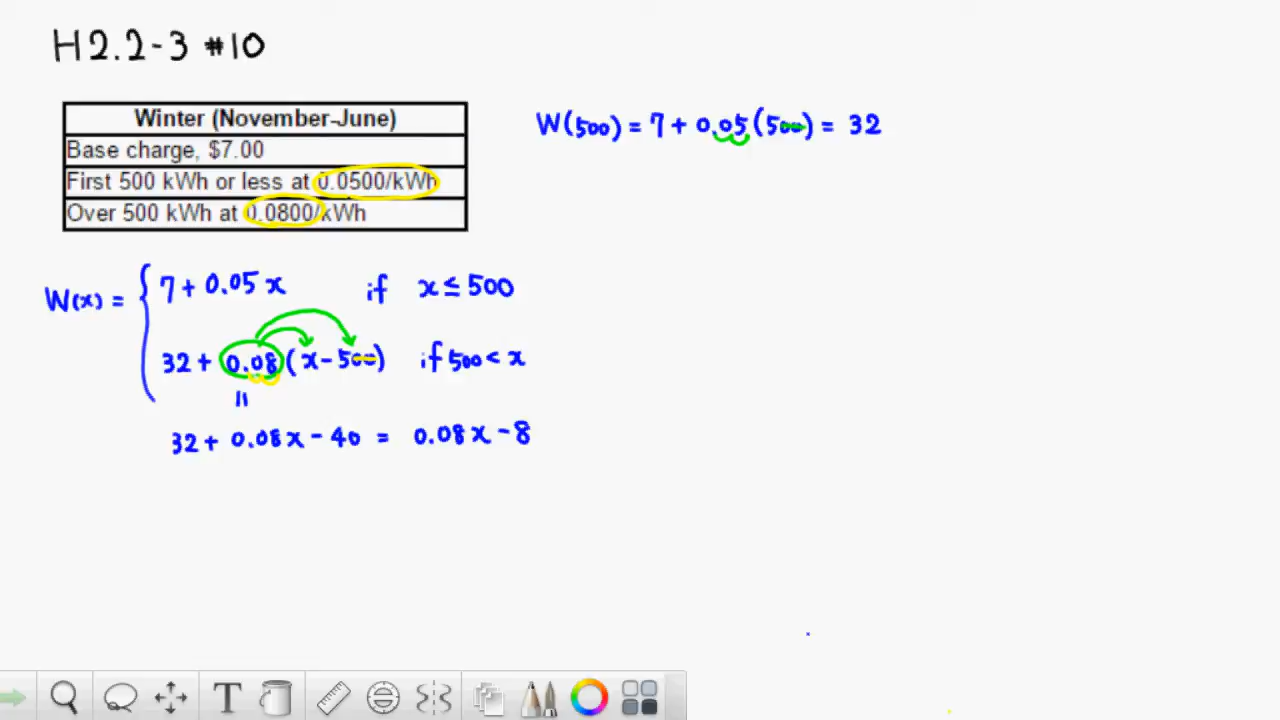 H2.2-3 #10
Winter (November-June)
Base charge, $7.00
First 500 kWh or less at 0.0500/kWh
Over 500 kWh at 0.0800/kWh
W(500) = 7 + 0.05(500) = 32
W(x) = { 7 + 0.05x if x ≤ 500
32 + 0.08(x - 500) if 500 < x
32 + 0.08x - 40 = 0.08x - 8
T